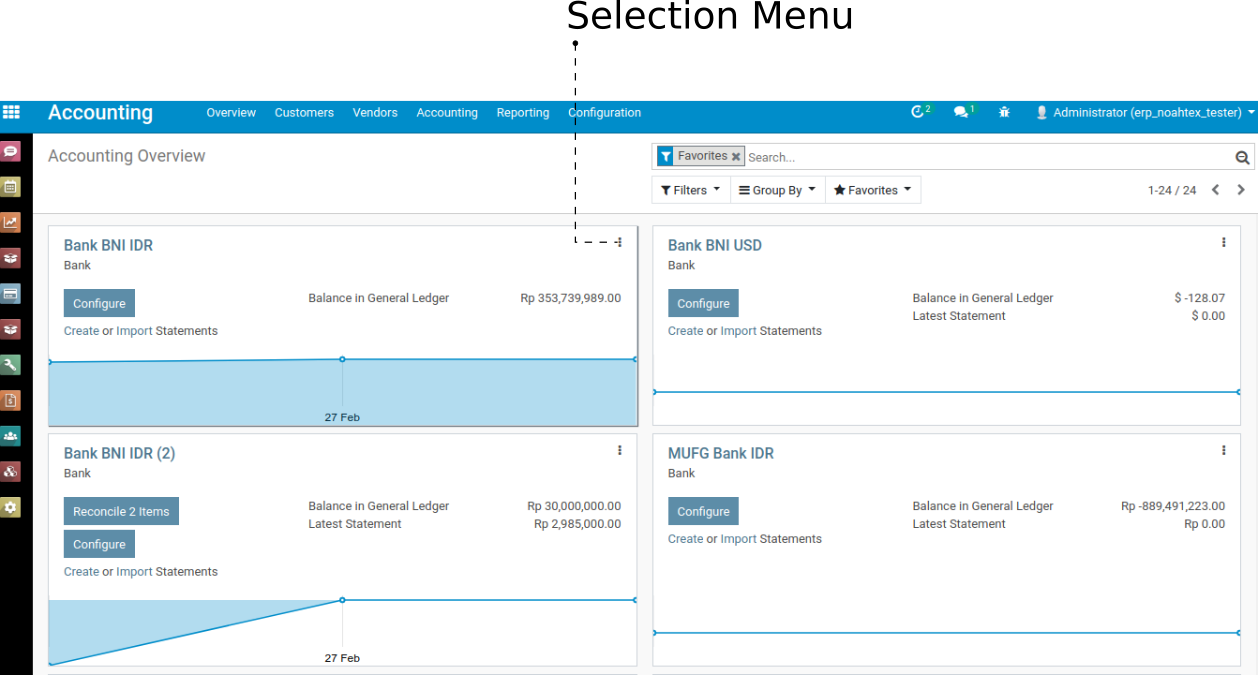 Selection Menu
Accounting Overview Customers Vendors Accounting Reporting Configuration 2 1 Administrator (erp_noahtex_tester)
Accounting Overview
Favorites Search...
Filters Group By Favorites 1-24 / 24
Bank BNI IDR
Bank
Configure Balance in General Ledger Rp 353,739,989.00
Create or Import Statements
27 Feb
Bank BNI USD
Bank
Configure Balance in General Ledger $ -128.07
Latest Statement $ 0.00
Create or Import Statements
Bank BNI IDR (2)
Bank
Reconcile 2 Items Balance in General Ledger Rp 30,000,000.00
Latest Statement Rp 2,985,000.00
Configure
Create or Import Statements
27 Feb
MUFG Bank IDR
Bank
Configure Balance in General Ledger Rp -889,491,223.00
Latest Statement Rp 0.00
Create or Import Statements